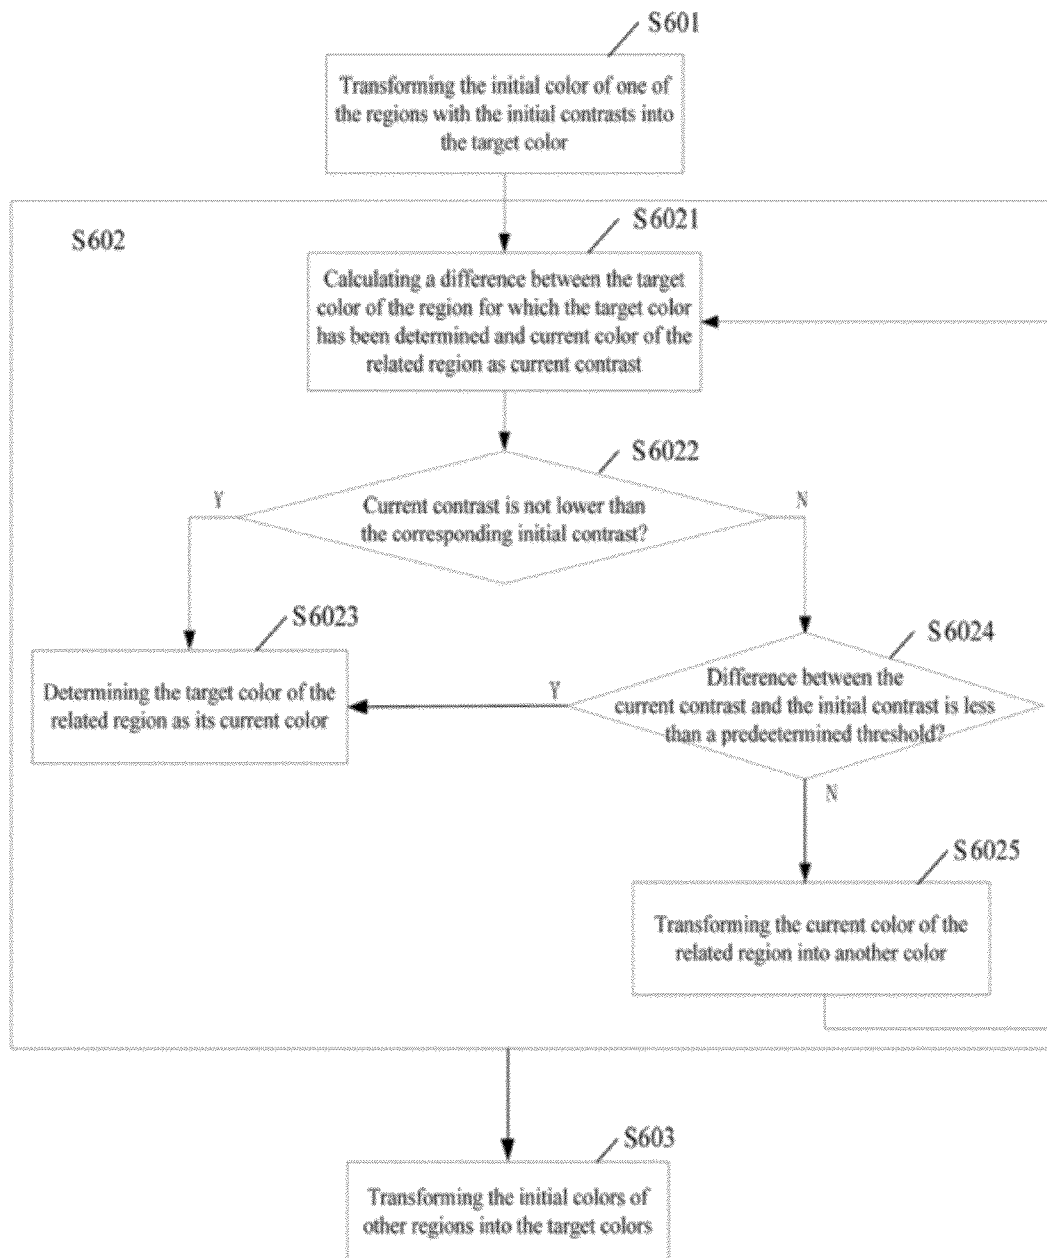 S601
Transforming the initial color of one of
the regions with the initial contrasts into
the target color
S602
S6021
Calculating a difference between the target
color of the region for which the target color
has been determined and current color of the
related region as current contrast
S6022
Y
N
Current contrast is not lower than
the corresponding initial contrast?
S6023
S6024
Determining the target color of the
related region as its current color
Y
Difference between the
current contrast and the initial contrast is less
than a predeetermined threshold?
N
S6025
Transforming the current color of the
related region into another color
S603
Transforming the initial colors of
other regions into the target colors